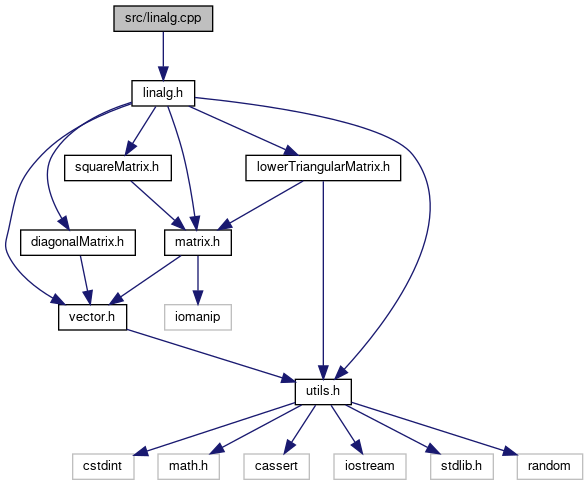 src/linalg.cpp
linalg.h
squareMatrix.h
lowerTriangularMatrix.h
diagonalMatrix.h
matrix.h
vector.h
iomanip
utils.h
cstdint
math.h
cassert
iostream
stdlib.h
random